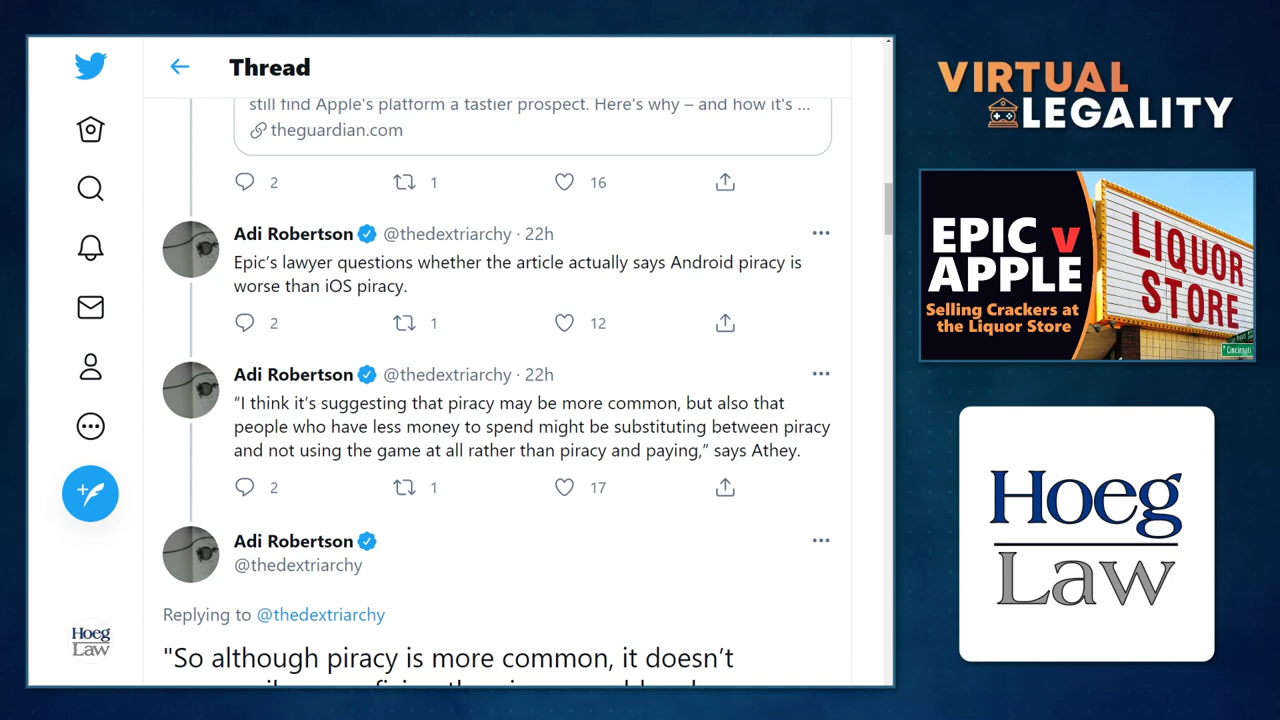 Thread
still find Apple's platform a tastier prospect. Here's why – and how it's ...
theguardian.com
2 1 16
Adi Robertson @thedextriarchy · 22h
Epic's lawyer questions whether the article actually says Android piracy is
worse than iOS piracy.
2 1 12
Adi Robertson @thedextriarchy · 22h
“I think it's suggesting that piracy may be more common, but also that
people who have less money to spend might be substituting between piracy
and not using the game at all rather than piracy and paying,” says Athey.
2 1 17
Adi Robertson
@thedextriarchy
Replying to @thedextriarchy
"So although piracy is more common, it doesn't
Hoeg
Law
VIRTUAL
LEGALITY
EPIC v
APPLE
Selling Crackers at
the Liquor Store
LIQUOR
STORE
Cincinnati
Hoeg
Law